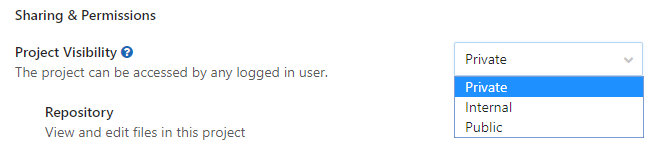 Sharing & Permissions
Project Visibility ?
The project can be accessed by any logged in user.
Private
Private
Internal
Public
Repository
View and edit files in this project